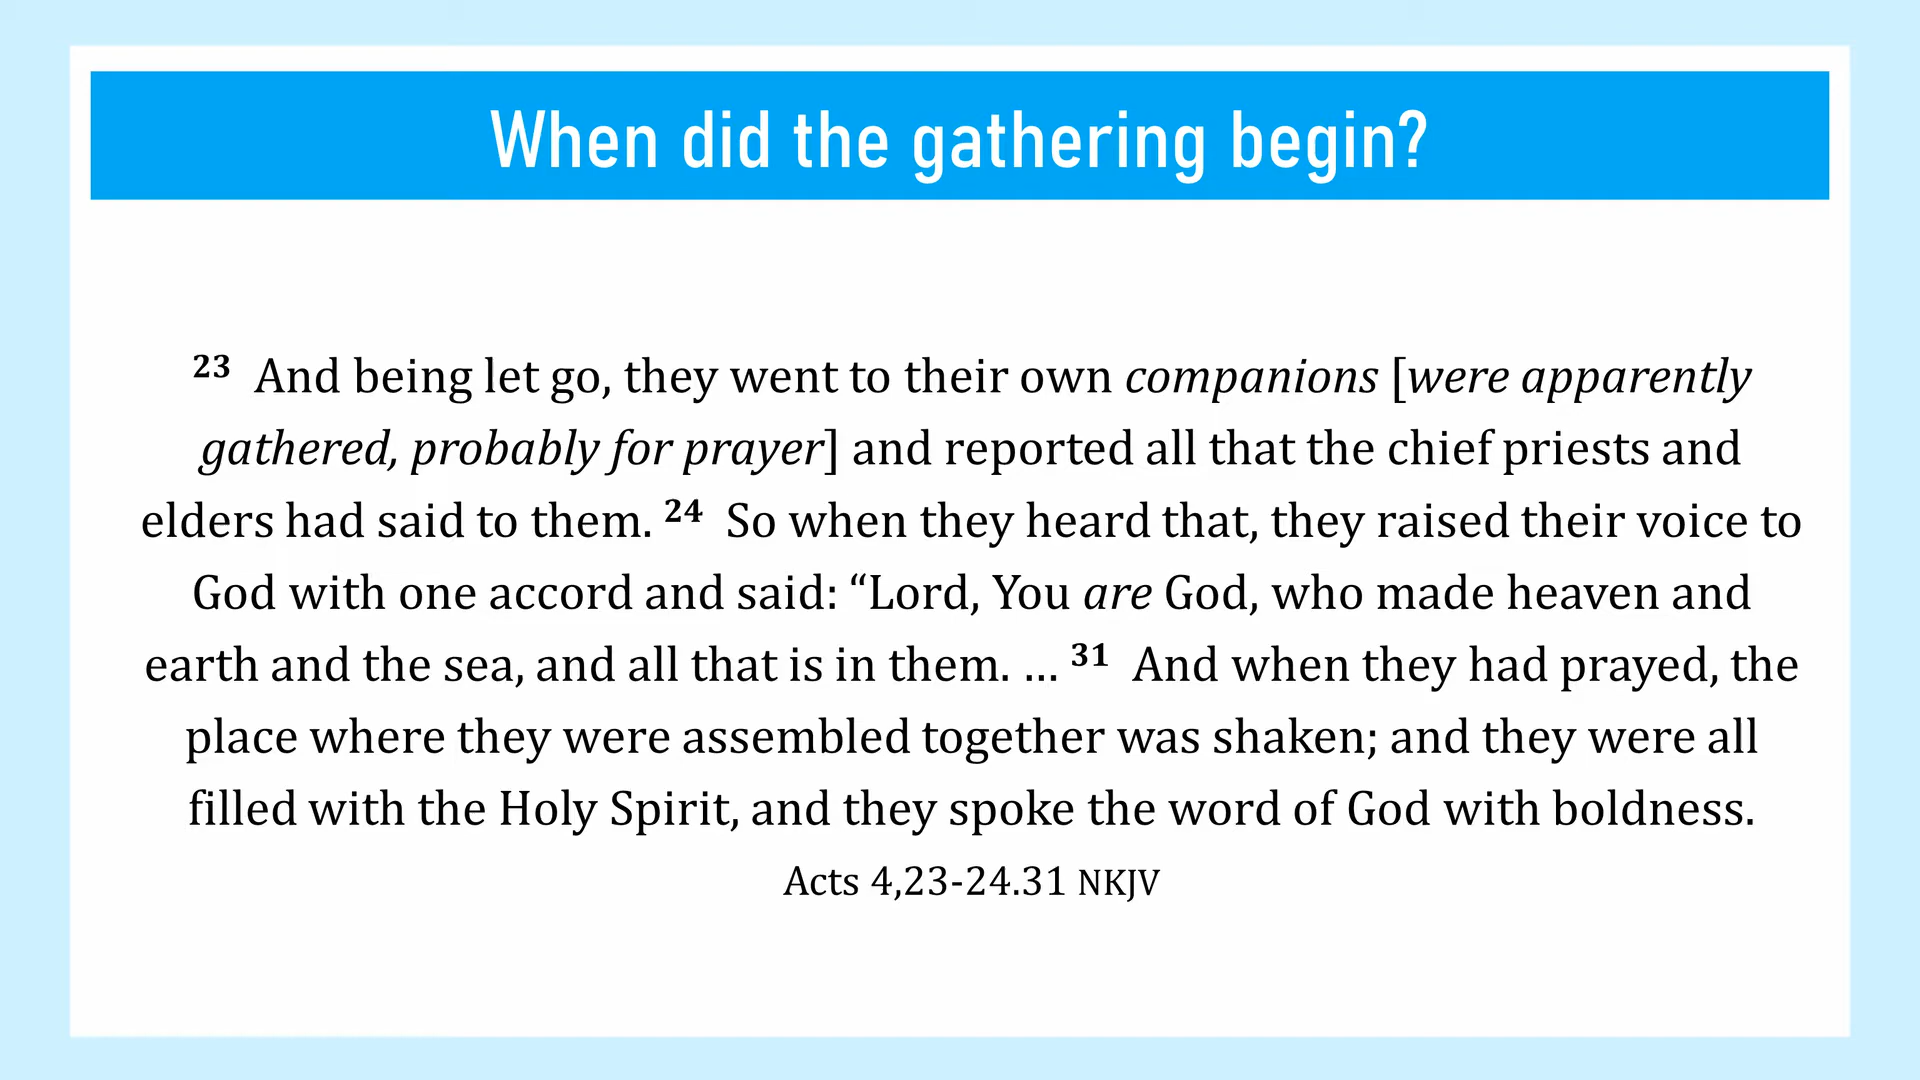 When did the gathering begin?
23 And being let go, they went to their own companions [were apparently
gathered, probably for prayer] and reported all that the chief priests and
elders had said to them. 24 So when they heard that, they raised their voice to
God with one accord and said: “Lord, You are God, who made heaven and
earth and the sea, and all that is in them. … 31 And when they had prayed, the
place where they were assembled together was shaken; and they were all
filled with the Holy Spirit, and they spoke the word of God with boldness.
Acts 4,23-24.31 NKJV